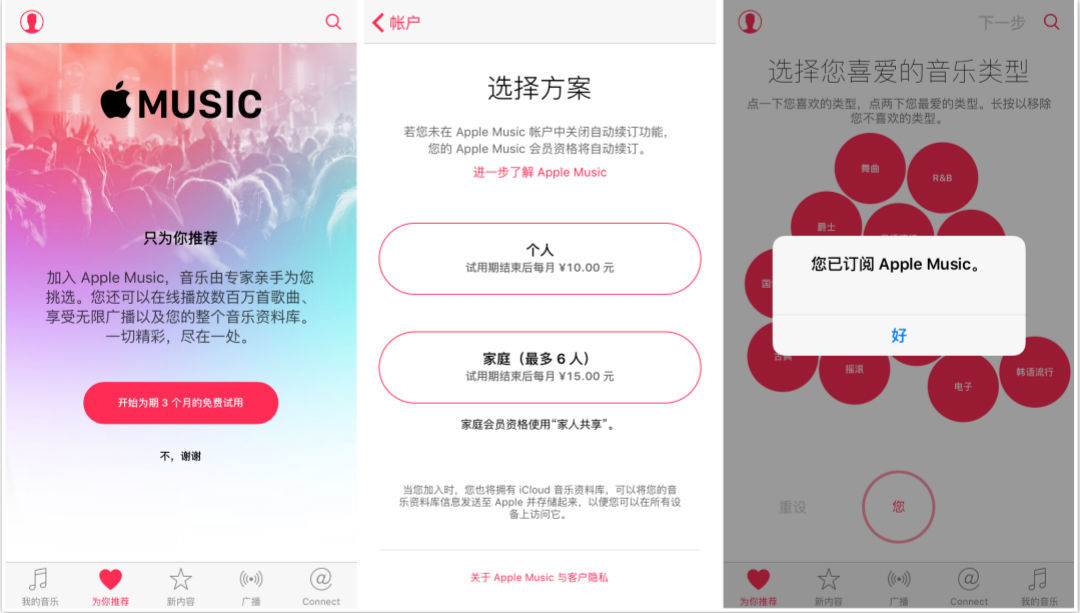 MUSIC
只为你推荐
加入 Apple Music，音乐由专家亲手为您
挑选。您还可以在线播放数百万首歌曲、
享受无限广播以及您的整个音乐资料库。
一切精彩，尽在一处。
开始为期 3 个月的免费试用
不，谢谢
我的音乐
为你推荐
新内容
广播
Connect
帐户
选择方案
若您未在 Apple Music 帐户中关闭自动续订功能，
您的 Apple Music 会员资格将自动续订。
进一步了解 Apple Music
个人
试用期结束后每月 ¥10.00 元
家庭（最多 6 人）
试用期结束后每月 ¥15.00 元
家庭会员资格使用“家人共享”。
当您加入时，您也将拥有 iCloud 音乐资料库，可以将您的音
乐资料库信息发送至 Apple 并存储起来，以便您可以在所有设
备上访问它。
关于 Apple Music 与客户隐私
下一步
选择您喜爱的音乐类型
点一下您喜欢的类型，点两下您最爱的类型。长按以移除
您不喜欢的类型。
舞曲
R&B
爵士
您已订阅 Apple Music。
好
国
古典
摇滚
电子
韩语流行
重设
您
为你推荐
新内容
广播
Connect
我的音乐